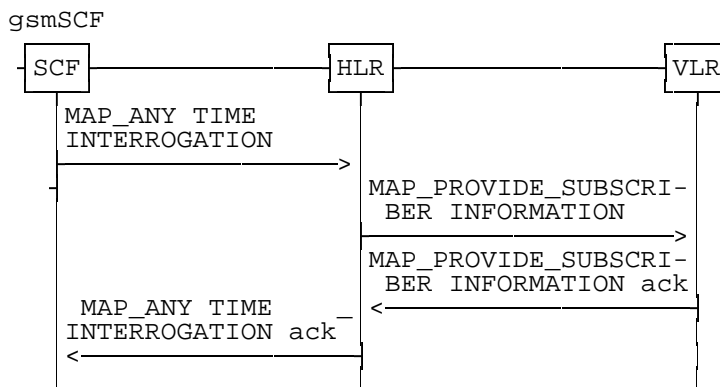 gsmSCF
SCF HLR VLR
MAP_ANY TIME
INTERROGATION
MAP_PROVIDE_SUBSCRI-
BER INFORMATION
MAP_PROVIDE_SUBSCRI-
BER INFORMATION ack
MAP_ANY TIME _
INTERROGATION ack